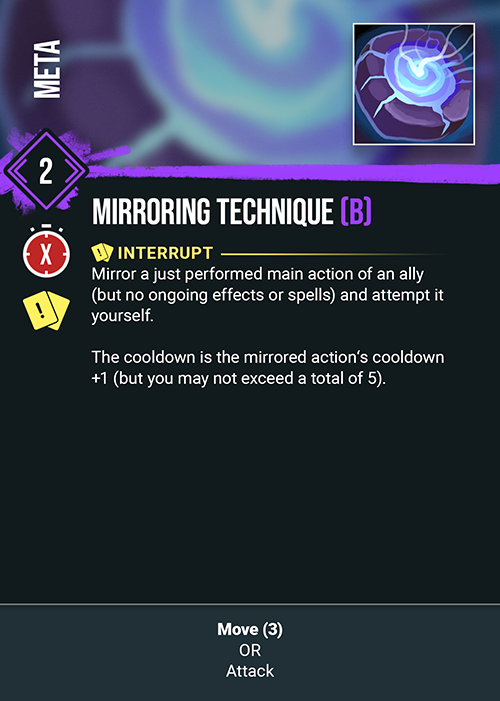 META
2
MIRRORING TECHNIQUE (B)
X
! INTERRUPT
Mirror a just performed main action of an ally
(but no ongoing effects or spells) and attempt it
yourself.
!
The cooldown is the mirrored action‘s cooldown
+1 (but you may not exceed a total of 5).
Move (3)
OR
Attack